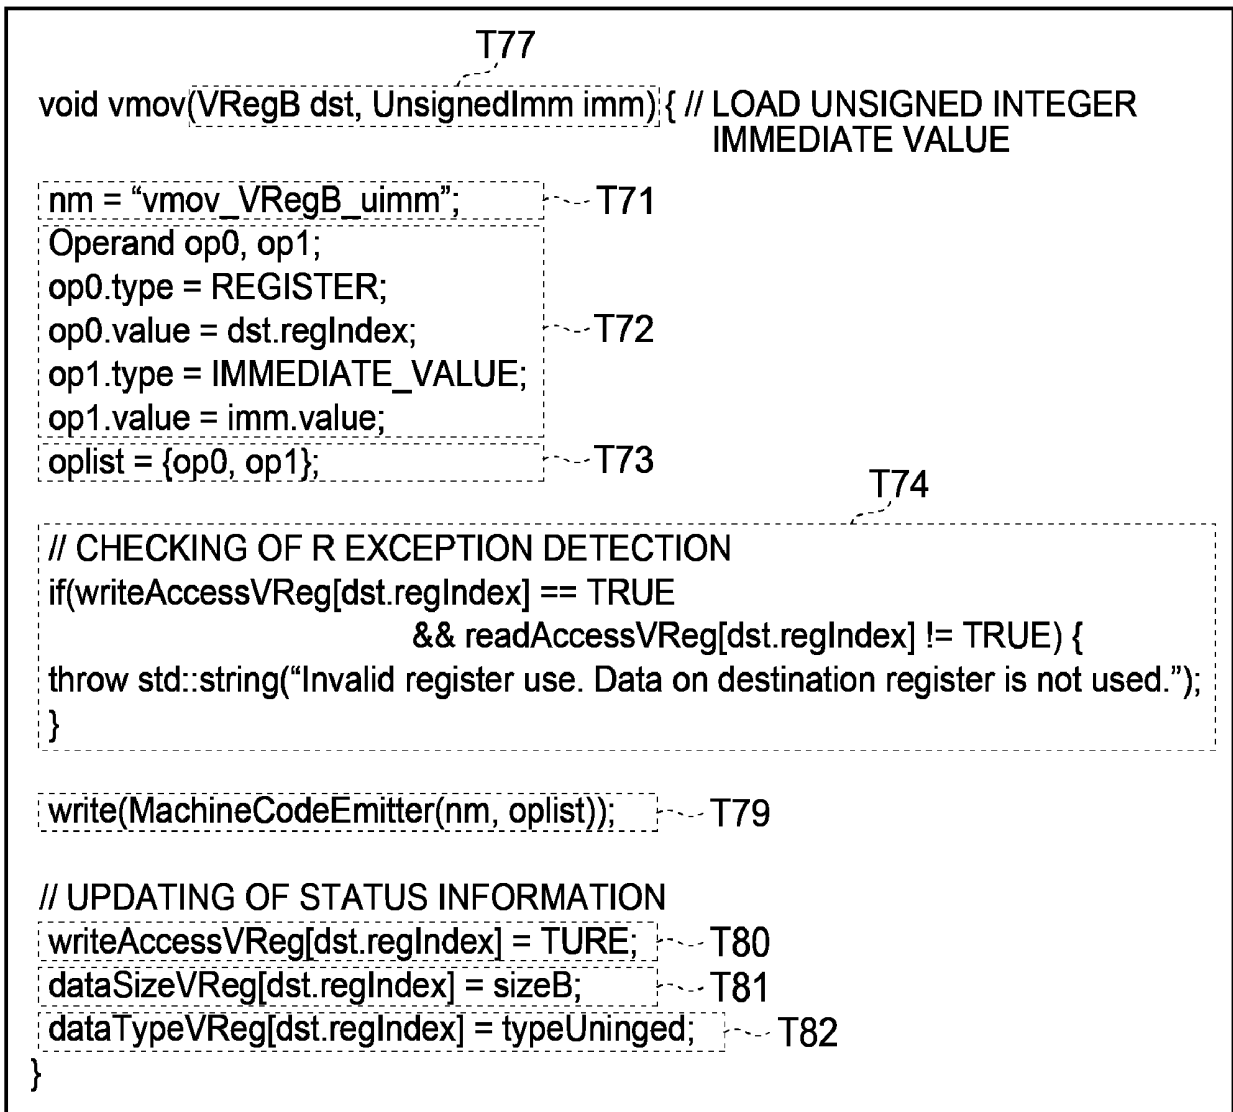 T77
void vmov(VRegB dst, UnsignedImm imm) { // LOAD UNSIGNED INTEGER
IMMEDIATE VALUE
nm = “vmov_VRegB_uimm”; T71
Operand op0, op1;
op0.type = REGISTER;
op0.value = dst.regIndex; T72
op1.type = IMMEDIATE_VALUE;
op1.value = imm.value;
oplist = {op0, op1}; T73
T74
// CHECKING OF R EXCEPTION DETECTION
if(writeAccessVReg[dst.regIndex] == TRUE
&& readAccessVReg[dst.regIndex] != TRUE) {
throw std::string(“Invalid register use. Data on destination register is not used.”);
}
write(MachineCodeEmitter(nm, oplist)); T79
// UPDATING OF STATUS INFORMATION
writeAccessVReg[dst.regIndex] = TURE; T80
dataSizeVReg[dst.regIndex] = sizeB; T81
dataTypeVReg[dst.regIndex] = typeUninged; T82
}